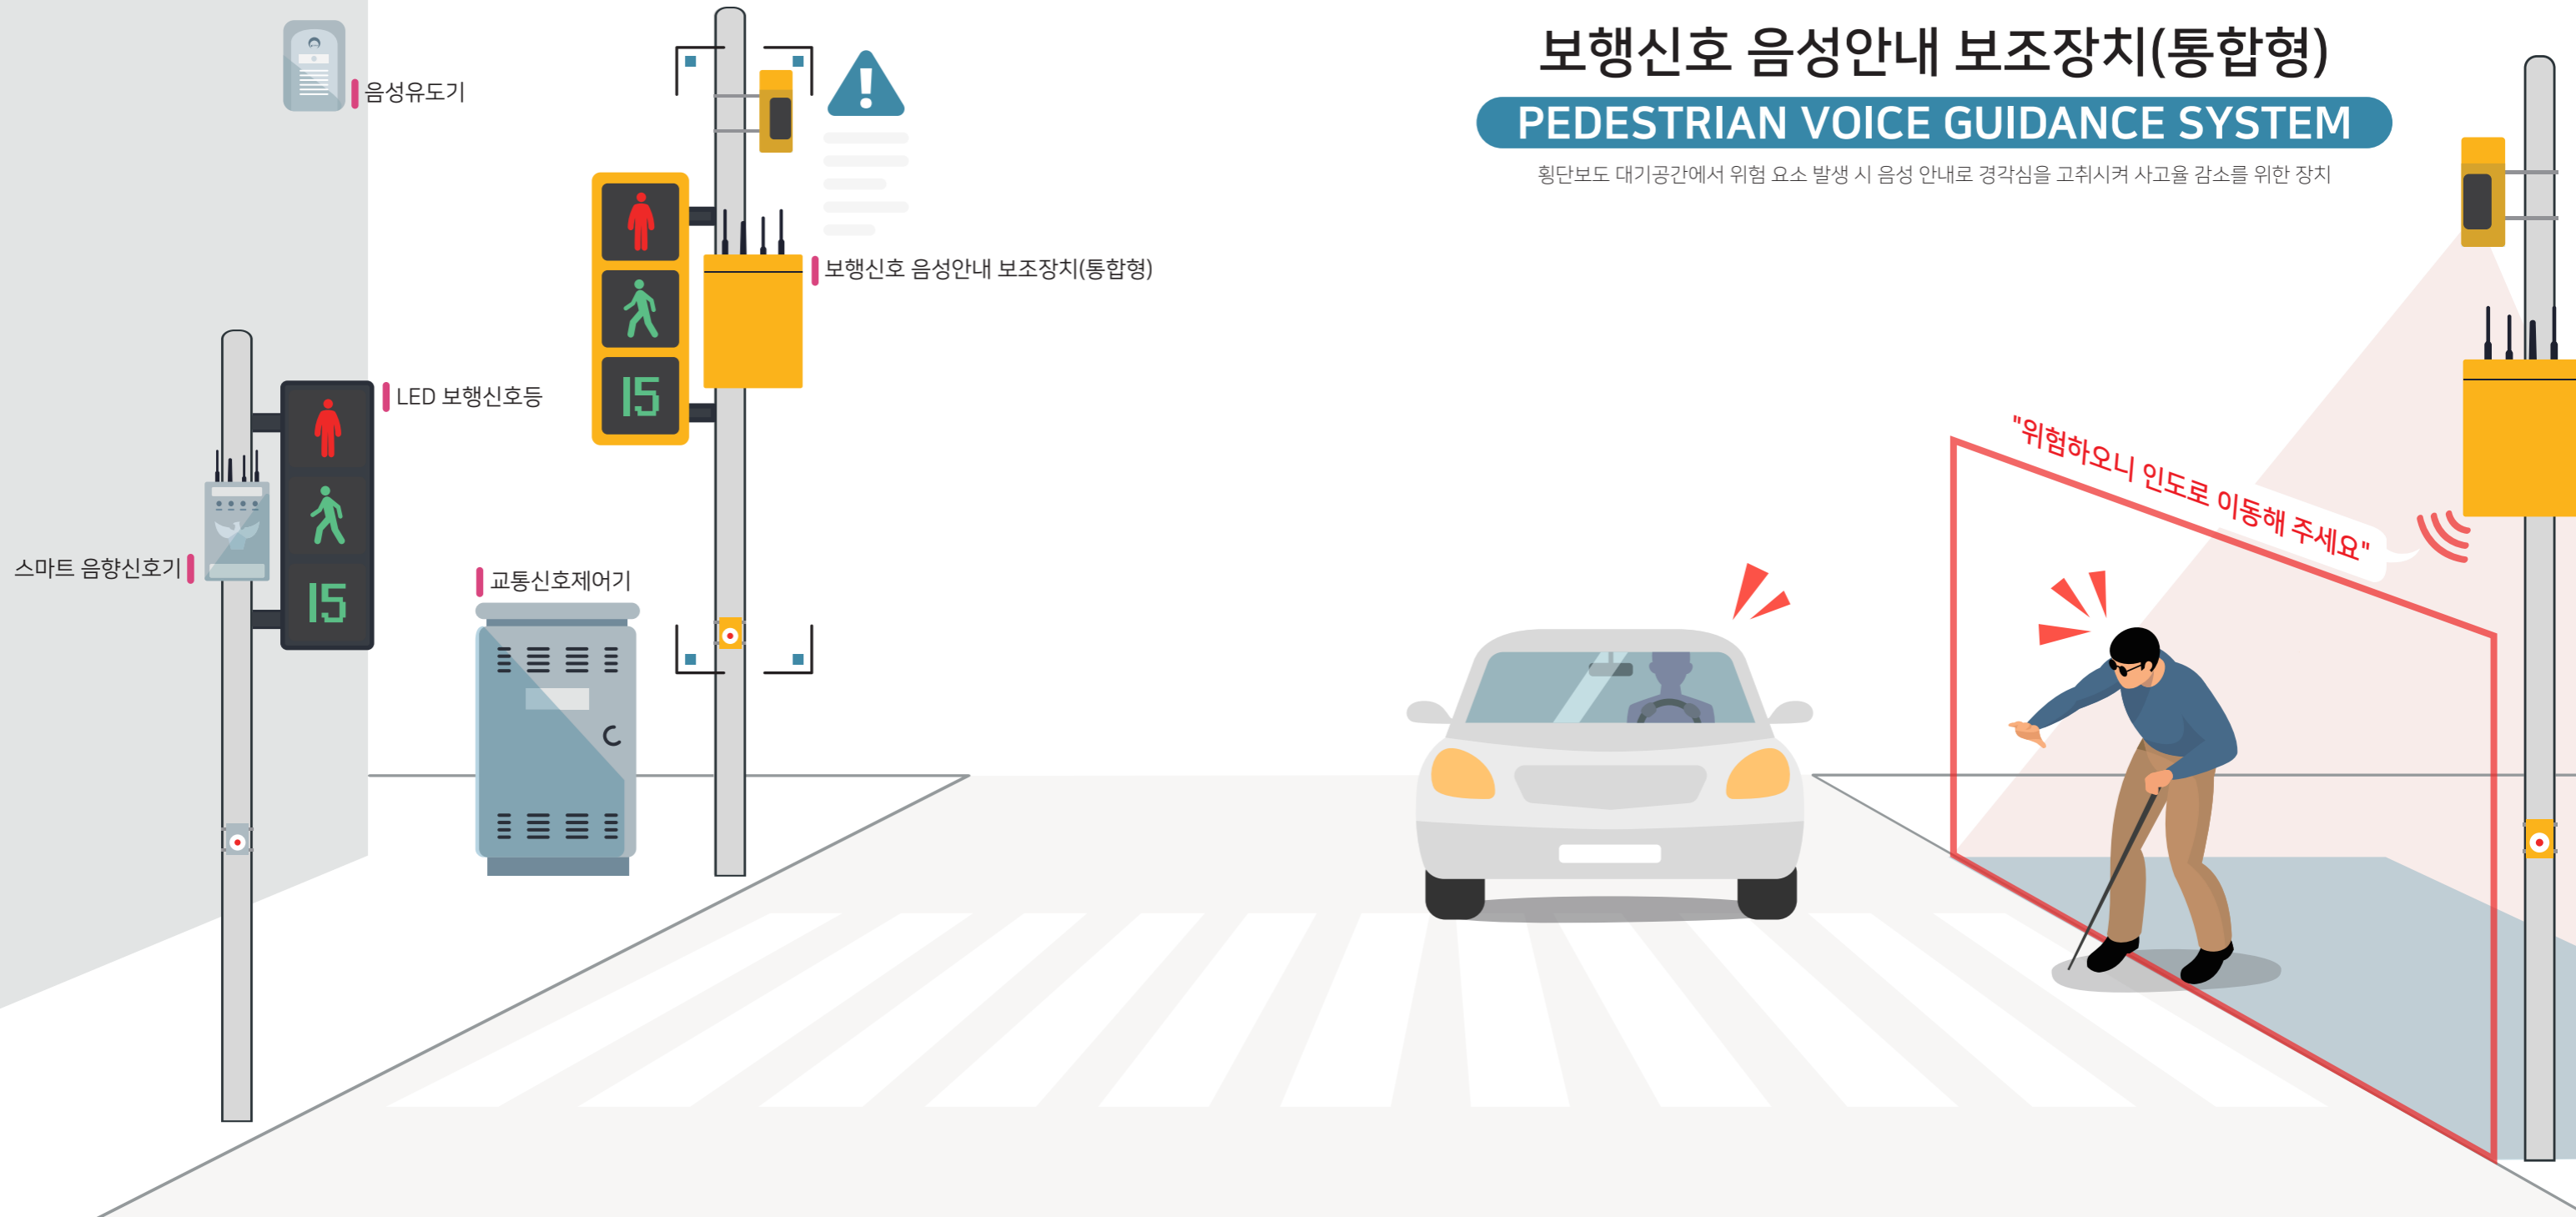 보행신호 음성안내 보조장치(통합형)
PEDESTRIAN VOICE GUIDANCE SYSTEM
횡단보도 대기공간에서 위험 요소 발생 시 음성 안내로 경각심을 고취시켜 사고율 감소를 위한 장치
음성유도기
보행신호 음성안내 보조장치(통합형)
LED 보행신호등
15
스마트 음향신호기
15
교통신호제어기
"위험하오니 인도로 이동해 주세요"